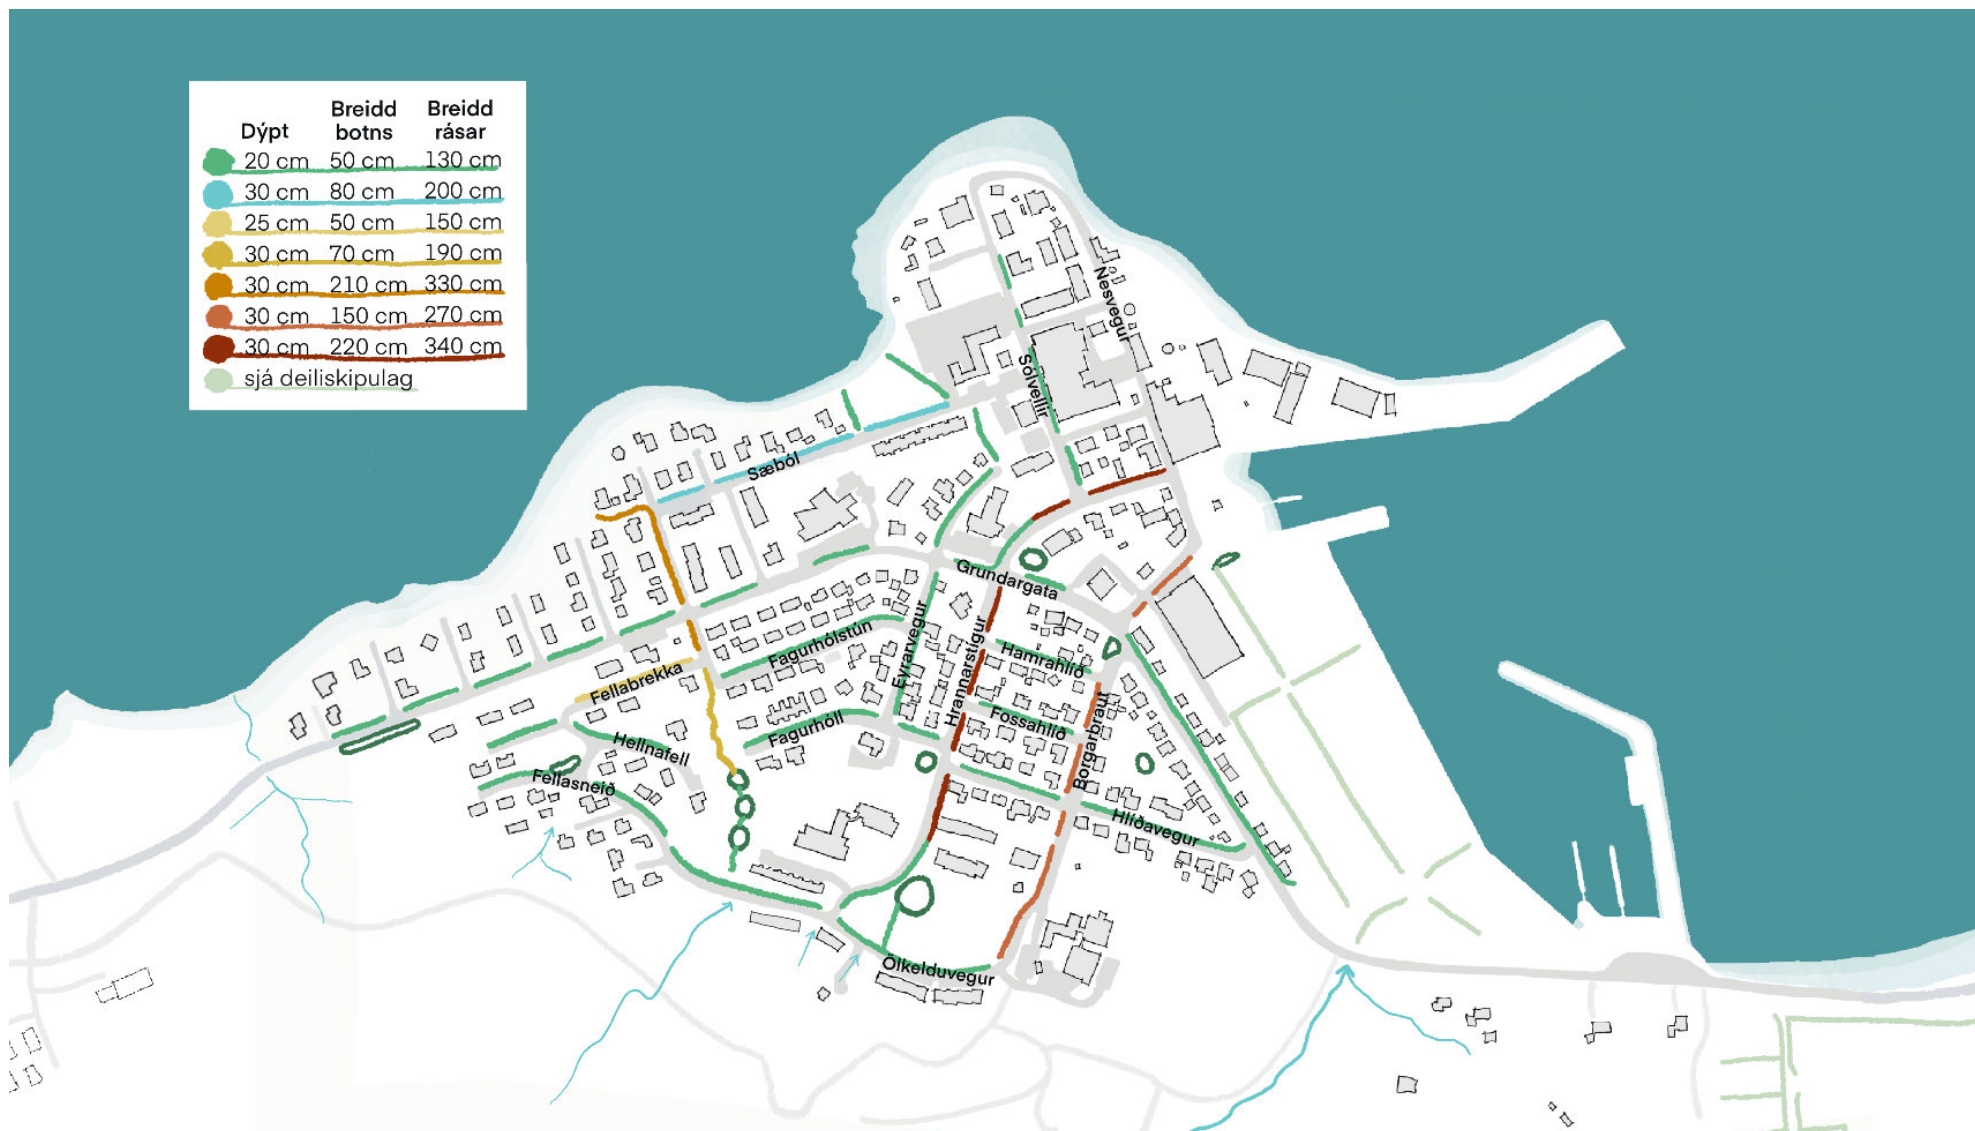 Dýpt Breidd botns Breidd rásar
20 cm 50 cm 130 cm
30 cm 80 cm 200 cm
25 cm 50 cm 150 cm
30 cm 70 cm 190 cm
30 cm 210 cm 330 cm
30 cm 150 cm 270 cm
30 cm 220 cm 340 cm
sjá deiliskipulag
Nesvegur
Sólvellir
Sæból
Grundargata
Fagurhólstún
Eyrarvegur
Hrannarstígur
Hamrahlíð
Fellabrekka
Fossahlíð
Fagurhóll
Hellnafell
Borgarbraut
Fellasneið
Hlíðavegur
Ölkelduvegur